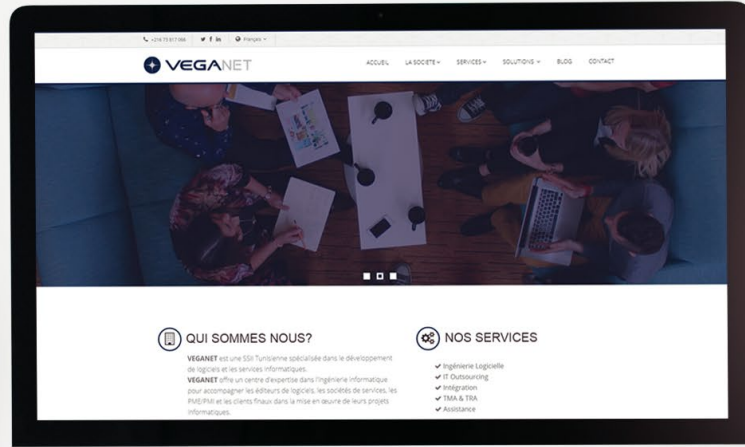 Français
VEGANET
ACCUEIL LA SOCIETE SERVICES SOLUTIONS BLOG CONTACT
QUI SOMMES NOUS?
VEGANET est une SSII Tunisienne spécialisée dans le développement
de logiciels et les services informatiques.
VEGANET offre un centre d'expertise dans l'ingénierie informatique
pour accompagner les éditeurs de logiciels, les sociétés de services, les
PME/PMI et les clients finaux dans la mise en œuvre de leurs projets
informatiques.
NOS SERVICES
Ingénierie Logicielle
IT Outsourcing
Intégration
TMA & TRA
Assistance